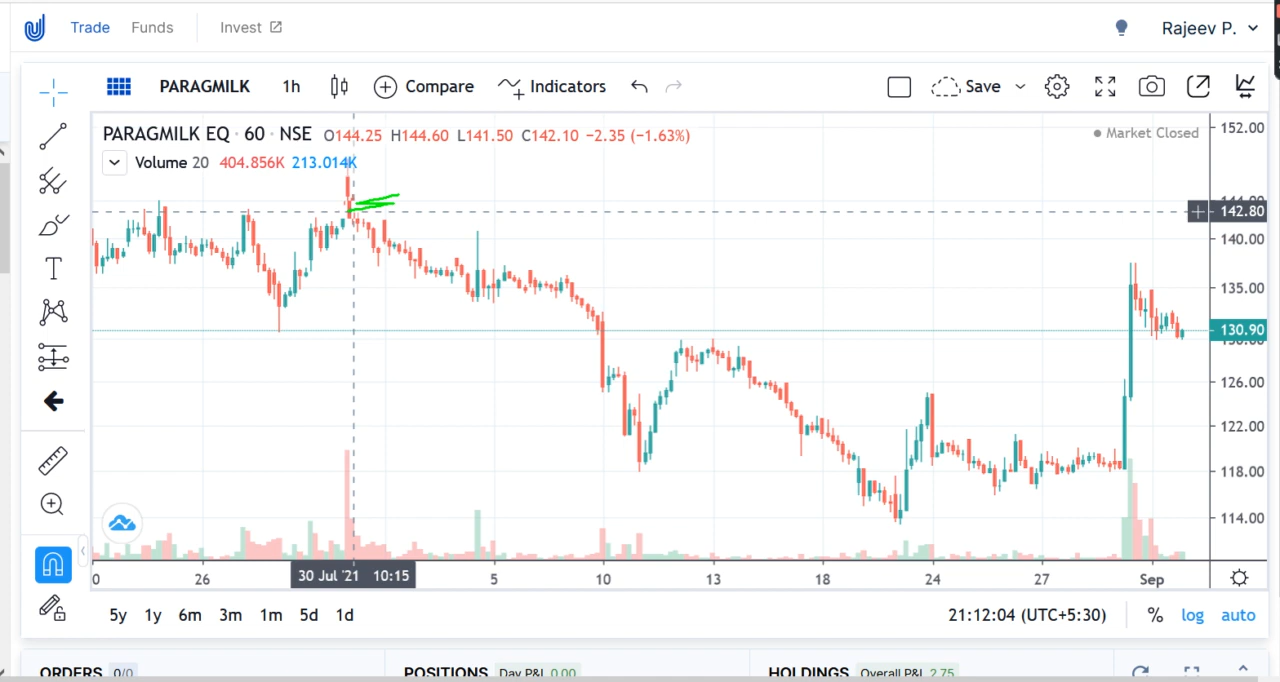 Trade Funds Invest Rajeev P.
PARAGMILK 1h Compare Indicators Save
PARAGMILK EQ · 60 · NSE O144.25 H144.60 L141.50 C142.10 −2.35 (−1.63%)
Market Closed
Volume 20 404.856K 213.014K
152.00
142.80
140.00
135.00
130.90
126.00
122.00
118.00
114.00
0 26 30 Jul '21 10:15 5 10 13 18 24 27 Sep
5y 1y 6m 3m 1m 5d 1d 21:12:04 (UTC+5:30) % log auto
ORDERS 0/0 POSITIONS Day P&L 0.00 HOLDINGS Overall P&L 2.75